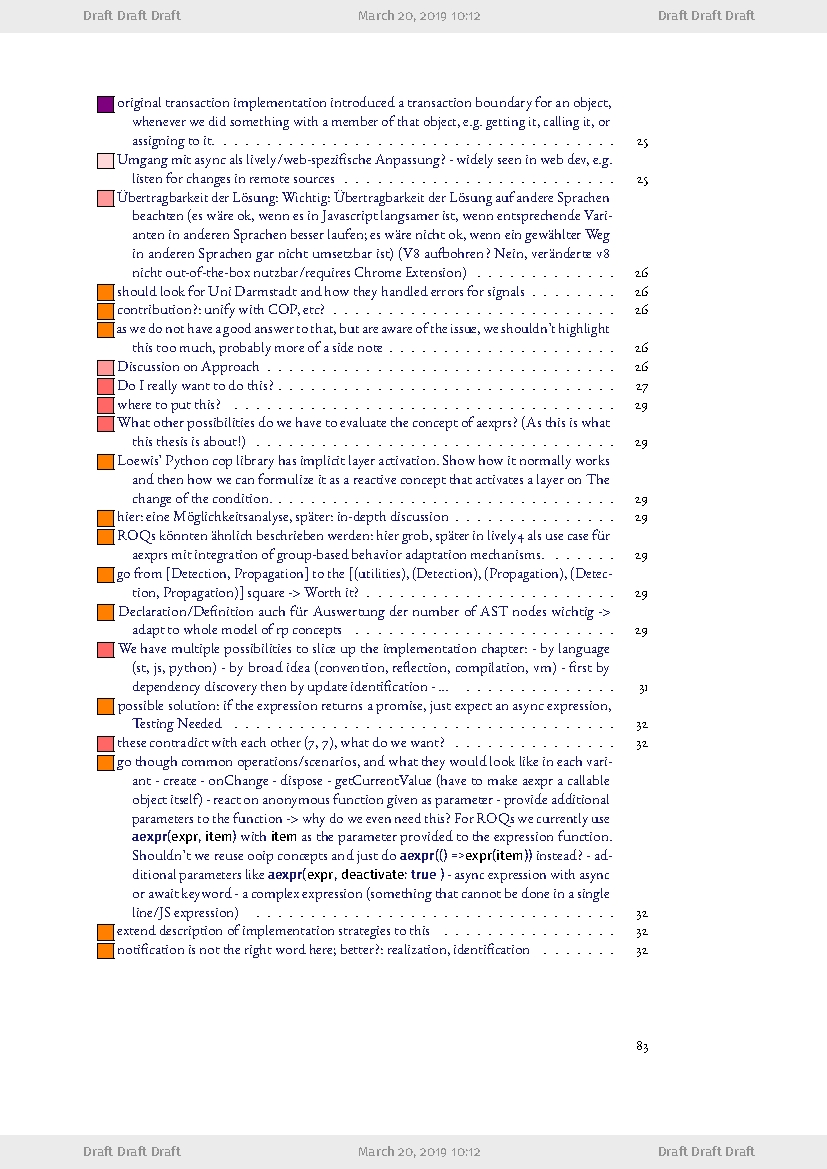 Draft Draft Draft March 20, 2019 10:12 Draft Draft Draft
original transaction implementation introduced a transaction boundary for an object,
whenever we did something with a member of that object, e.g. getting it, calling it, or
assigning to it. . . . . . . . . . . . . . . . . . . . . . . . . . . . . . . . . . . . . 25
Umgang mit async als lively/web-spezifische Anpassung? - widely seen in web dev, e.g.
listen for changes in remote sources . . . . . . . . . . . . . . . . . . . . . . . . . 25
Übertragbarkeit der Lösung: Wichtig: Übertragbarkeit der Lösung auf andere Sprachen
beachten (es wäre ok, wenn es in Javascript langsamer ist, wenn entsprechende Vari-
anten in anderen Sprachen besser laufen; es wäre nicht ok, wenn ein gewählter Weg
in anderen Sprachen gar nicht umsetzbar ist) (V8 aufbohren? Nein, veränderte v8
nicht out-of-the-box nutzbar/requires Chrome Extension) . . . . . . . . . . . . . 26
should look for Uni Darmstadt and how they handled errors for signals . . . . . . . . 26
contribution?: unify with COP, etc? . . . . . . . . . . . . . . . . . . . . . . . . . . 26
as we do not have a good answer to that, but are aware of the issue, we shouldn't highlight
this too much, probably more of a side note . . . . . . . . . . . . . . . . . . . . . 26
Discussion on Approach . . . . . . . . . . . . . . . . . . . . . . . . . . . . . . . . 26
Do I really want to do this? . . . . . . . . . . . . . . . . . . . . . . . . . . . . . . . 27
where to put this? . . . . . . . . . . . . . . . . . . . . . . . . . . . . . . . . . . . 29
What other possibilities do we have to evaluate the concept of aexprs? (As this is what
this thesis is about!) . . . . . . . . . . . . . . . . . . . . . . . . . . . . . . . . . 29
Loewis' Python cop library has implicit layer activation. Show how it normally works
and then how we can formulize it as a reactive concept that activates a layer on The
change of the condition. . . . . . . . . . . . . . . . . . . . . . . . . . . . . . . . 29
hier: eine Möglichkeitsanalyse, später: in-depth discussion . . . . . . . . . . . . . . . 29
ROQs könnten ähnlich beschrieben werden: hier grob, später in lively4 als use case für
aexprs mit integration of group-based behavior adaptation mechanisms. . . . . . . 29
go from [Detection, Propagation] to the [(utilities), (Detection), (Propagation), (Detec-
tion, Propagation)] square -> Worth it? . . . . . . . . . . . . . . . . . . . . . . . 29
Declaration/Definition auch für Auswertung der number of AST nodes wichtig ->
adapt to whole model of rp concepts . . . . . . . . . . . . . . . . . . . . . . . . 29
We have multiple possibilities to slice up the implementation chapter: - by language
(st, js, python) - by broad idea (convention, reflection, compilation, vm) - first by
dependency discovery then by update identification - ... . . . . . . . . . . . . . . 31
possible solution: if the expression returns a promise, just expect an async expression,
Testing Needed . . . . . . . . . . . . . . . . . . . . . . . . . . . . . . . . . . . 32
these contradict with each other (7, 7), what do we want? . . . . . . . . . . . . . . . 32
go though common operations/scenarios, and what they would look like in each vari-
ant - create - onChange - dispose - getCurrentValue (have to make aexpr a callable
object itself) - react on anonymous function given as parameter - provide additional
parameters to the function -> why do we even need this? For ROQs we currently use
aexpr(expr, item) with item as the parameter provided to the expression function.
Shouldn't we reuse ooip concepts and just do aexpr(() =>expr(item)) instead? - ad-
ditional parameters like aexpr(expr, deactivate: true ) - async expression with async
or await keyword - a complex expression (something that cannot be done in a single
line/JS expression) . . . . . . . . . . . . . . . . . . . . . . . . . . . . . . . . . 32
extend description of implementation strategies to this . . . . . . . . . . . . . . . . 32
notification is not the right word here; better?: realization, identification . . . . . . . 32
83
Draft Draft Draft March 20, 2019 10:12 Draft Draft Draft